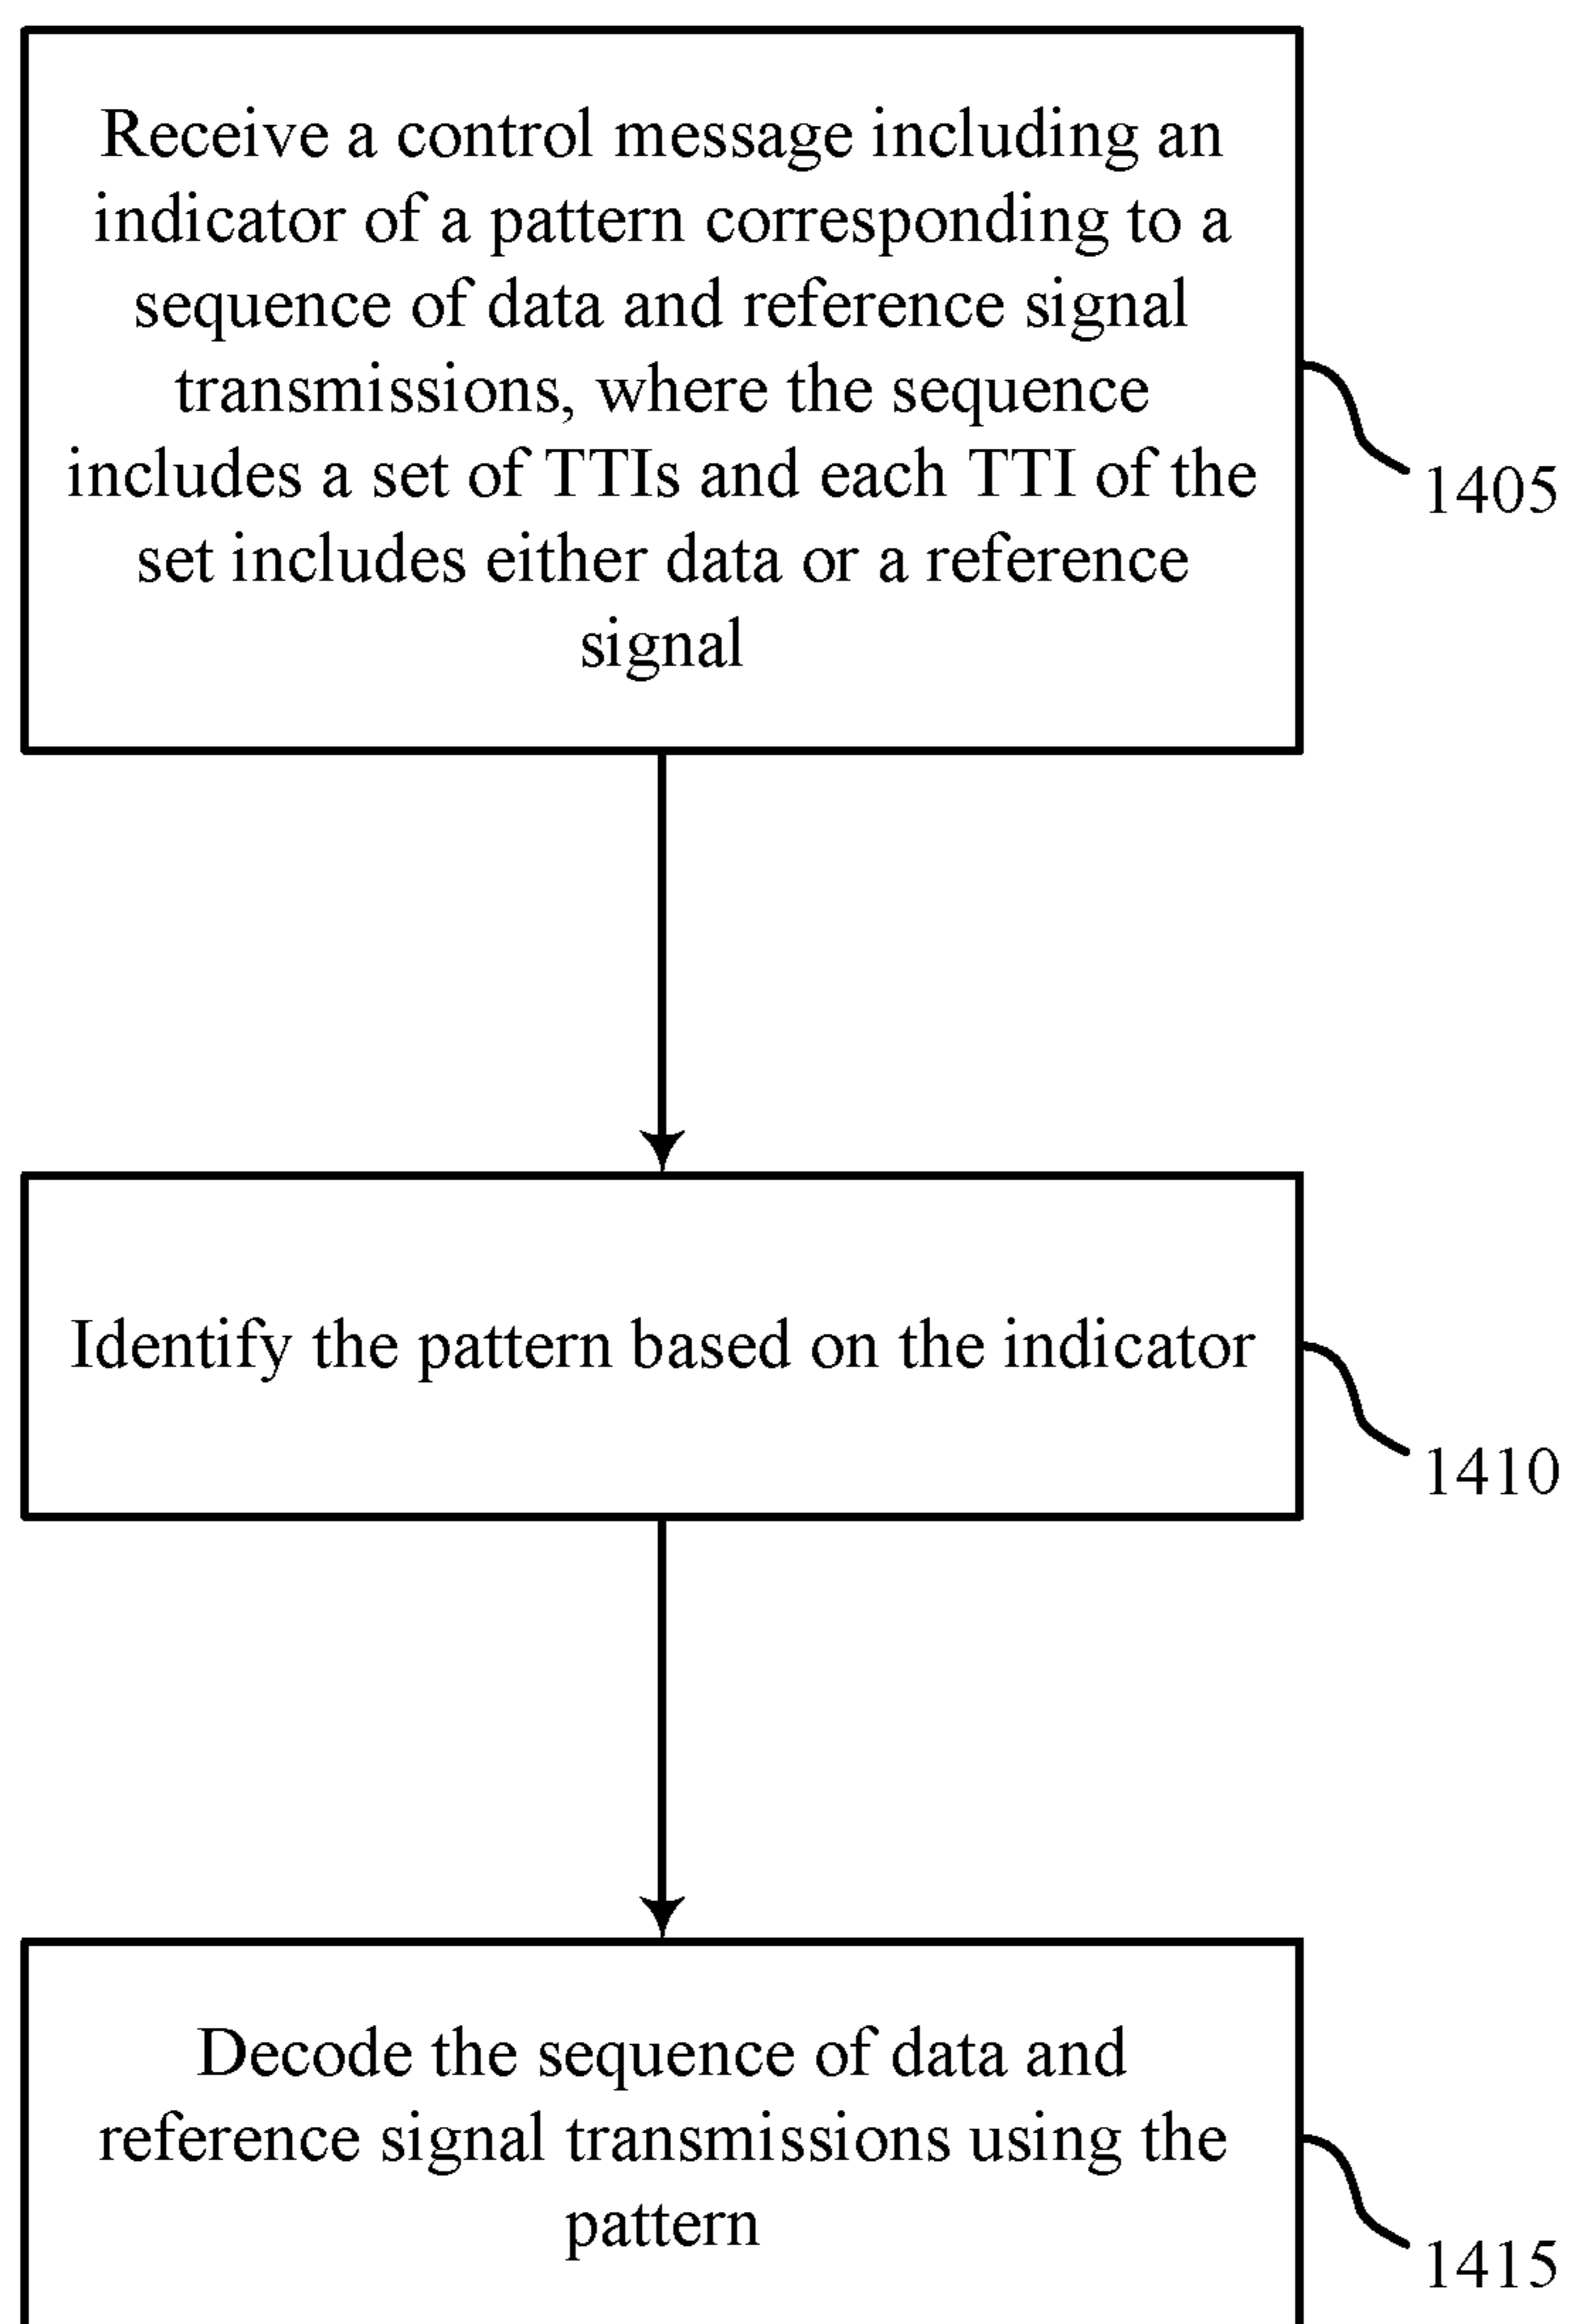 Receive a control message including an
indicator of a pattern corresponding to a
sequence of data and reference signal
transmissions, where the sequence
includes a set of TTIs and each TTI of the
set includes either data or a reference
signal
1405
Identify the pattern based on the indicator
1410
Decode the sequence of data and
reference signal transmissions using the
pattern
1415